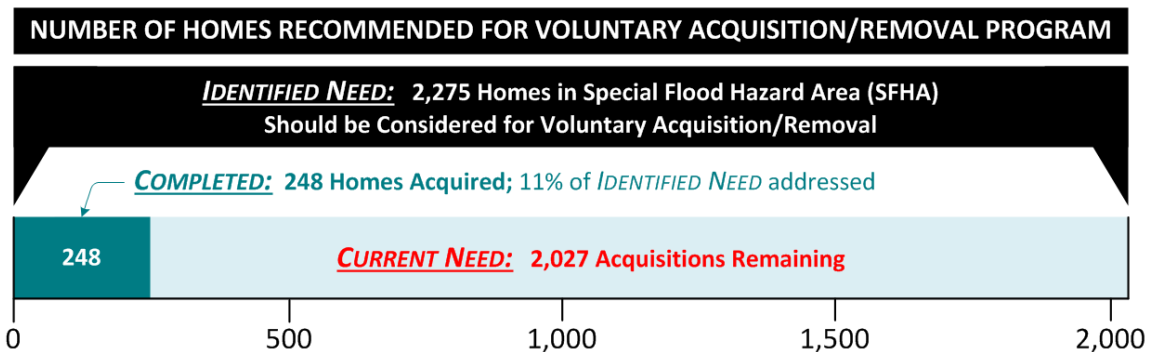 NUMBER OF HOMES RECOMMENDED FOR VOLUNTARY ACQUISITION/REMOVAL PROGRAM
IDENTIFIED NEED: 2,275 Homes in Special Flood Hazard Area (SFHA)
Should be Considered for Voluntary Acquisition/Removal
COMPLETED: 248 Homes Acquired; 11% of IDENTIFIED NEED addressed
248
CURRENT NEED: 2,027 Acquisitions Remaining
0 500 1,000 1,500 2,000